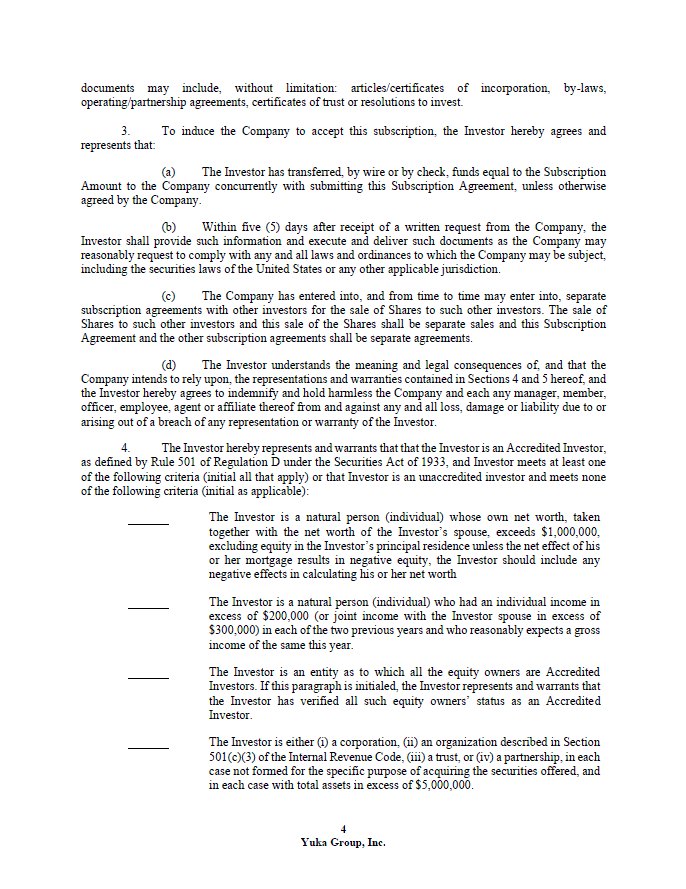 documents may include, without limitation: articles/certificates of incorporation, by-laws,
operating/partnership agreements, certificates of trust or resolutions to invest.
3. To induce the Company to accept this subscription, the Investor hereby agrees and
represents that:
(a) The Investor has transferred, by wire or by check, funds equal to the Subscription
Amount to the Company concurrently with submitting this Subscription Agreement, unless otherwise
agreed by the Company.
(b) Within five (5) days after receipt of a written request from the Company, the
Investor shall provide such information and execute and deliver such documents as the Company may
reasonably request to comply with any and all laws and ordinances to which the Company may be subject,
including the securities laws of the United States or any other applicable jurisdiction.
(c) The Company has entered into, and from time to time may enter into, separate
subscription agreements with other investors for the sale of Shares to such other investors. The sale of
Shares to such other investors and this sale of the Shares shall be separate sales and this Subscription
Agreement and the other subscription agreements shall be separate agreements.
(d) The Investor understands the meaning and legal consequences of, and that the
Company intends to rely upon, the representations and warranties contained in Sections 4 and 5 hereof, and
the Investor hereby agrees to indemnify and hold harmless the Company and each any manager, member,
officer, employee, agent or affiliate thereof from and against any and all loss, damage or liability due to or
arising out of a breach of any representation or warranty of the Investor.
4. The Investor hereby represents and warrants that that the Investor is an Accredited Investor,
as defined by Rule 501 of Regulation D under the Securities Act of 1933, and Investor meets at least one
of the following criteria (initial all that apply) or that Investor is an unaccredited investor and meets none
of the following criteria (initial as applicable):
______ The Investor is a natural person (individual) whose own net worth, taken
together with the net worth of the Investor’s spouse, exceeds $1,000,000,
excluding equity in the Investor’s principal residence unless the net effect of his
or her mortgage results in negative equity, the Investor should include any
negative effects in calculating his or her net worth
______ The Investor is a natural person (individual) who had an individual income in
excess of $200,000 (or joint income with the Investor spouse in excess of
$300,000) in each of the two previous years and who reasonably expects a gross
income of the same this year.
______ The Investor is an entity as to which all the equity owners are Accredited
Investors. If this paragraph is initialed, the Investor represents and warrants that
the Investor has verified all such equity owners’ status as an Accredited
Investor.
______ The Investor is either (i) a corporation, (ii) an organization described in Section
501(c)(3) of the Internal Revenue Code, (iii) a trust, or (iv) a partnership, in each
case not formed for the specific purpose of acquiring the securities offered, and
in each case with total assets in excess of $5,000,000.
4
Yuka Group, Inc.